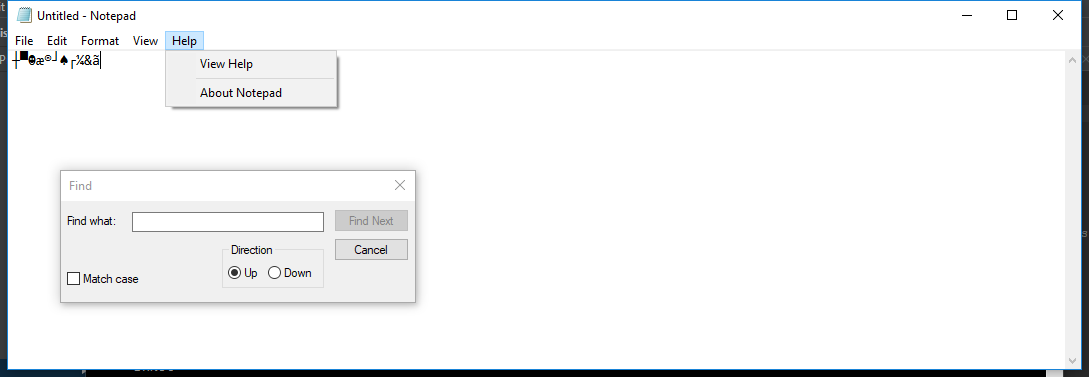 Untitled - Notepad
File Edit Format View Help
┼▀☻æ®┘♠┌¼&ã
View Help
About Notepad
Find
Find what:
Find Next
Cancel
Direction
Up Down
Match case